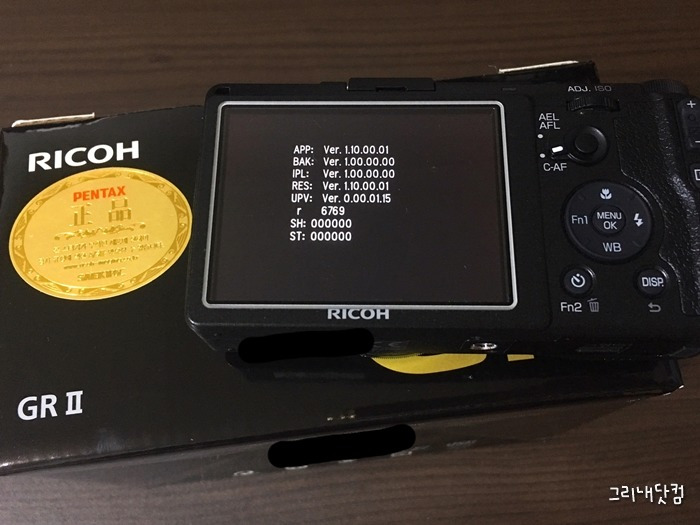 RICOH
PENTAX
正品
GR II
APP: Ver. 1.10.00.01
BAK: Ver. 1.00.00.00
IPL: Ver. 1.00.00.00
RES: Ver. 1.10.00.01
UPV: Ver. 0.00.01.15
r 6769
SH: 000000
ST: 000000
RICOH
ADJ. ISO
AEL
AFL
C-AF
Fn1
MENU
OK
WB
DISP.
Fn2
그리내닷컴